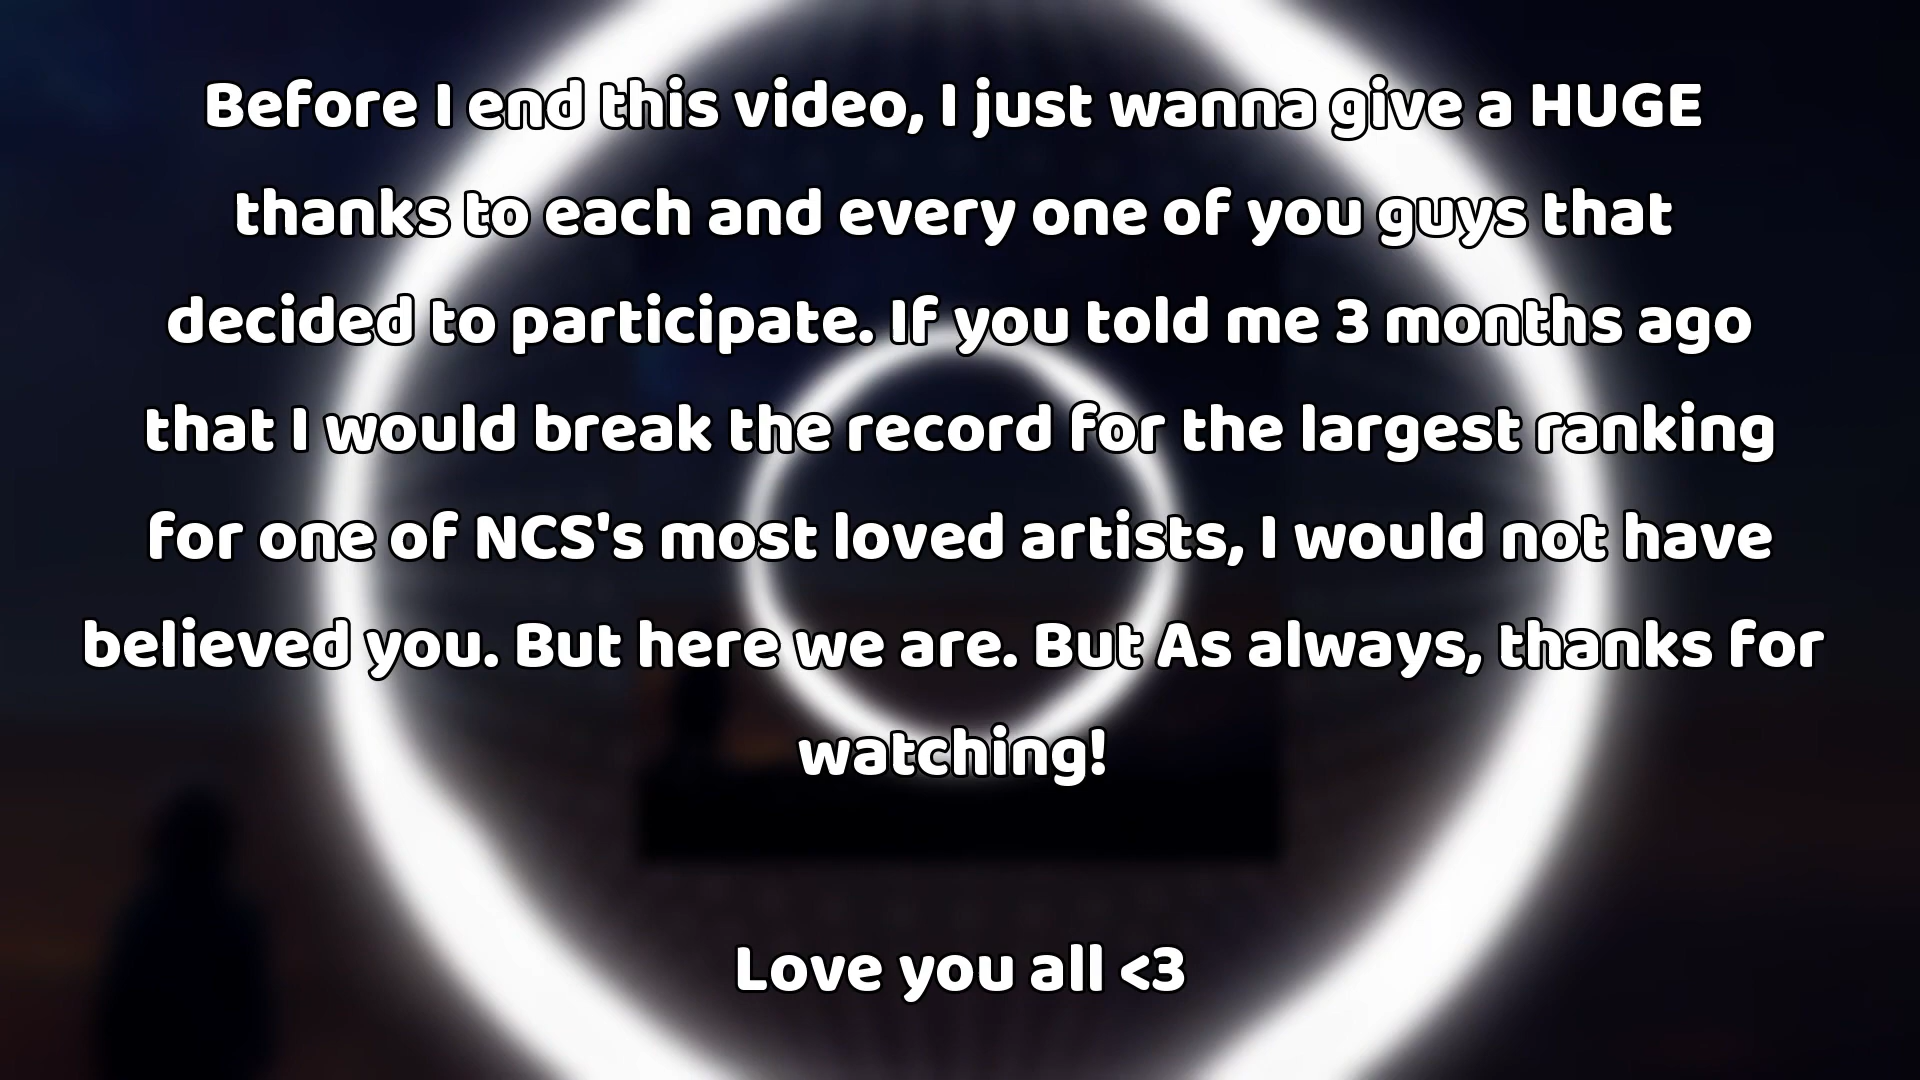 Before I end this video, I just wanna give a HUGE
thanks to each and every one of you guys that
decided to participate. If you told me 3 months ago
that I would break the record for the largest ranking
for one of NCS's most loved artists, I would not have
believed you. But here we are. But As always, thanks for
watching!
Love you all <3